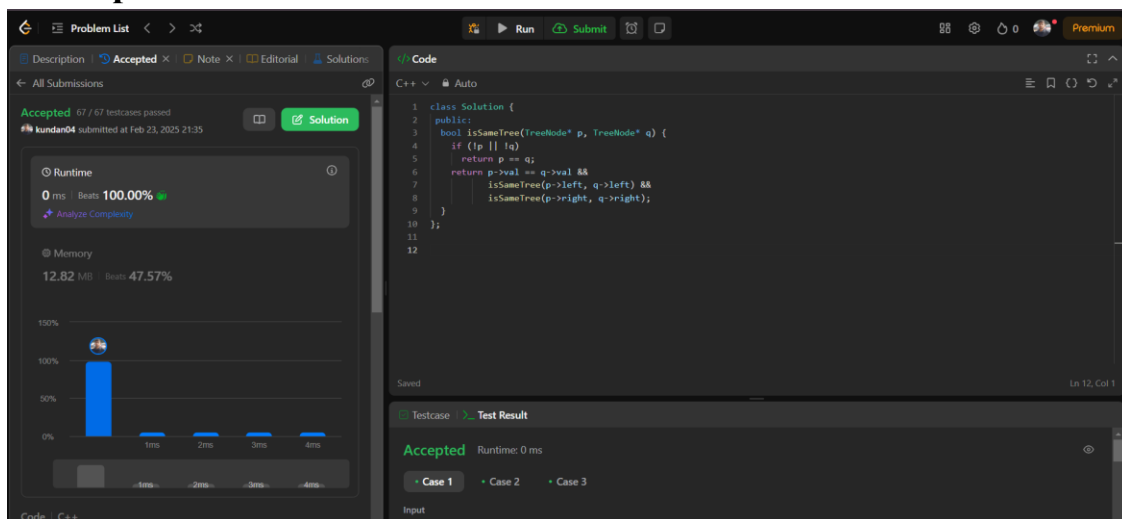 Problem List
Run
Submit
0
Premium
Description
Accepted
Note
Editorial
Solutions
All Submissions
Accepted 67 / 67 testcases passed
kundan04 submitted at Feb 23, 2025 21:35
Solution
Runtime
0 ms | Beats 100.00%
Analyze Complexity
Memory
12.82 MB | Beats 47.57%
150%
100%
50%
0%
1ms 2ms 3ms 4ms
1ms 2ms 3ms 4ms
Code | C++
</> Code
C++ Auto
1 class Solution {
2 public:
3 bool isSameTree(TreeNode* p, TreeNode* q) {
4 if (!p || !q)
5 return p == q;
6 return p->val == q->val &&
7 isSameTree(p->left, q->left) &&
8 isSameTree(p->right, q->right);
9 }
10 };
11
12
Saved
Ln 12, Col 1
Testcase
Test Result
Accepted Runtime: 0 ms
Case 1 Case 2 Case 3
Input